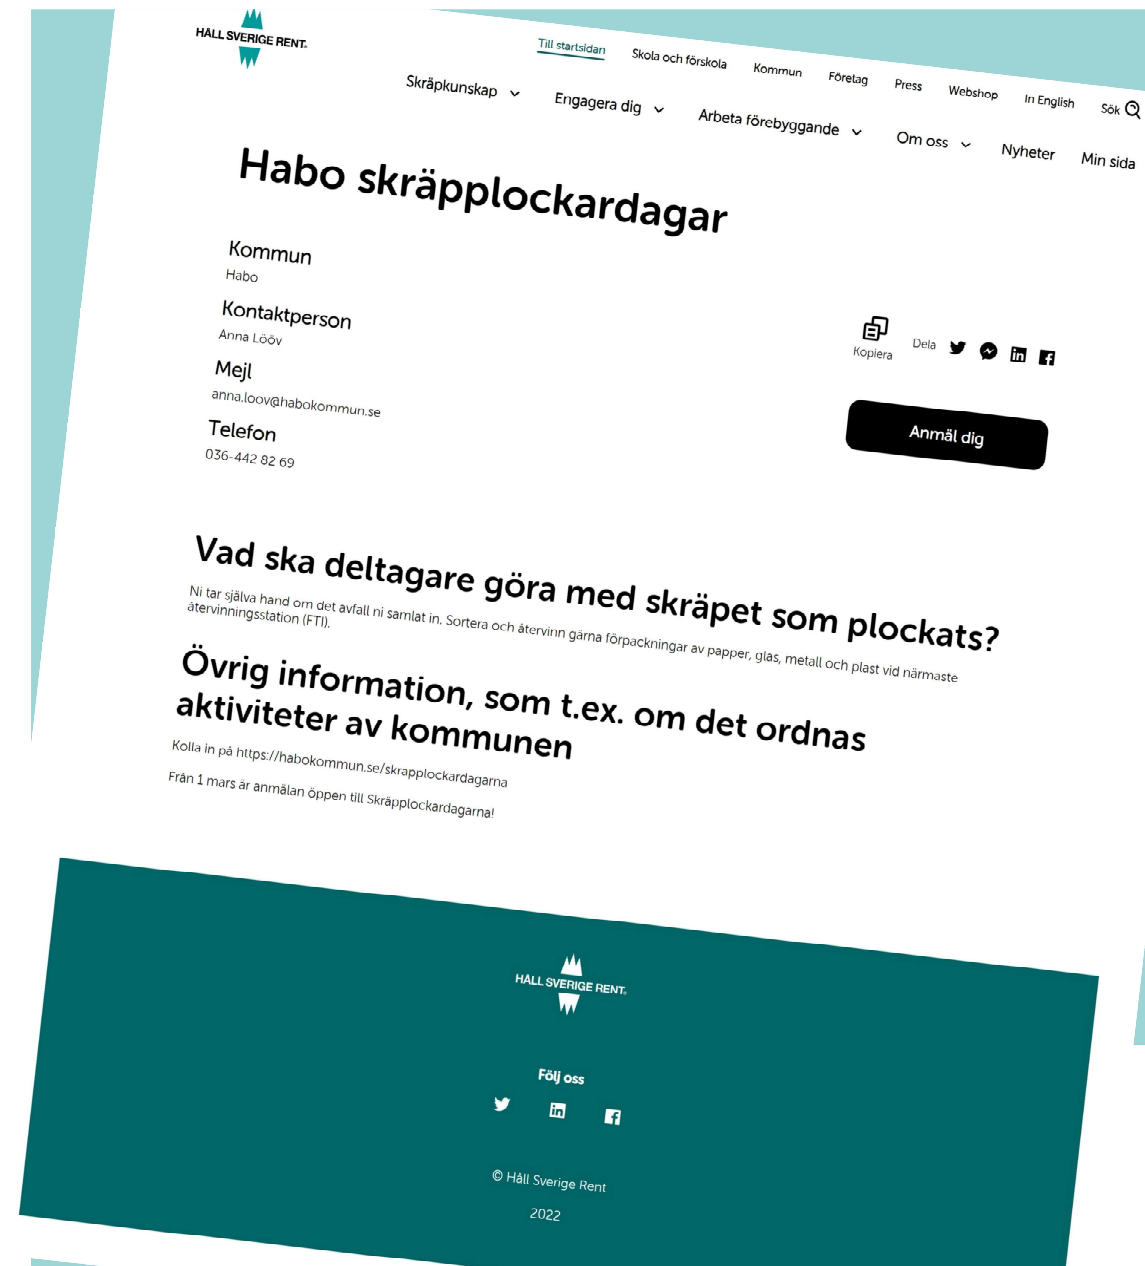 HÅLL SVERIGE RENT.
Till startsidan Skola och förskola Kommun Företag Press Webshop In English Sök
Skräpkunskap Engagera dig Arbeta förebyggande Om oss Nyheter Min sida
Habo skräpplockardagar
Kommun
Habo
Kontaktperson
Anna Lööv
Mejl
anna.loov@habokommun.se
Telefon
036-442 82 69
Kopiera
Dela
Anmäl dig
Vad ska deltagare göra med skräpet som plockats?
Ni tar själva hand om det avfall ni samlat in. Sortera och återvinn gärna förpackningar av papper, glas, metall och plast vid närmaste
återvinningsstation (FTI).
Övrig information, som t.ex. om det ordnas
aktiviteter av kommunen
Kolla in på https://habokommun.se/skrapplockardagarna
Från 1 mars är anmälan öppen till Skräpplockardagarna!
HÅLL SVERIGE RENT.
Följ oss
© Håll Sverige Rent
2022